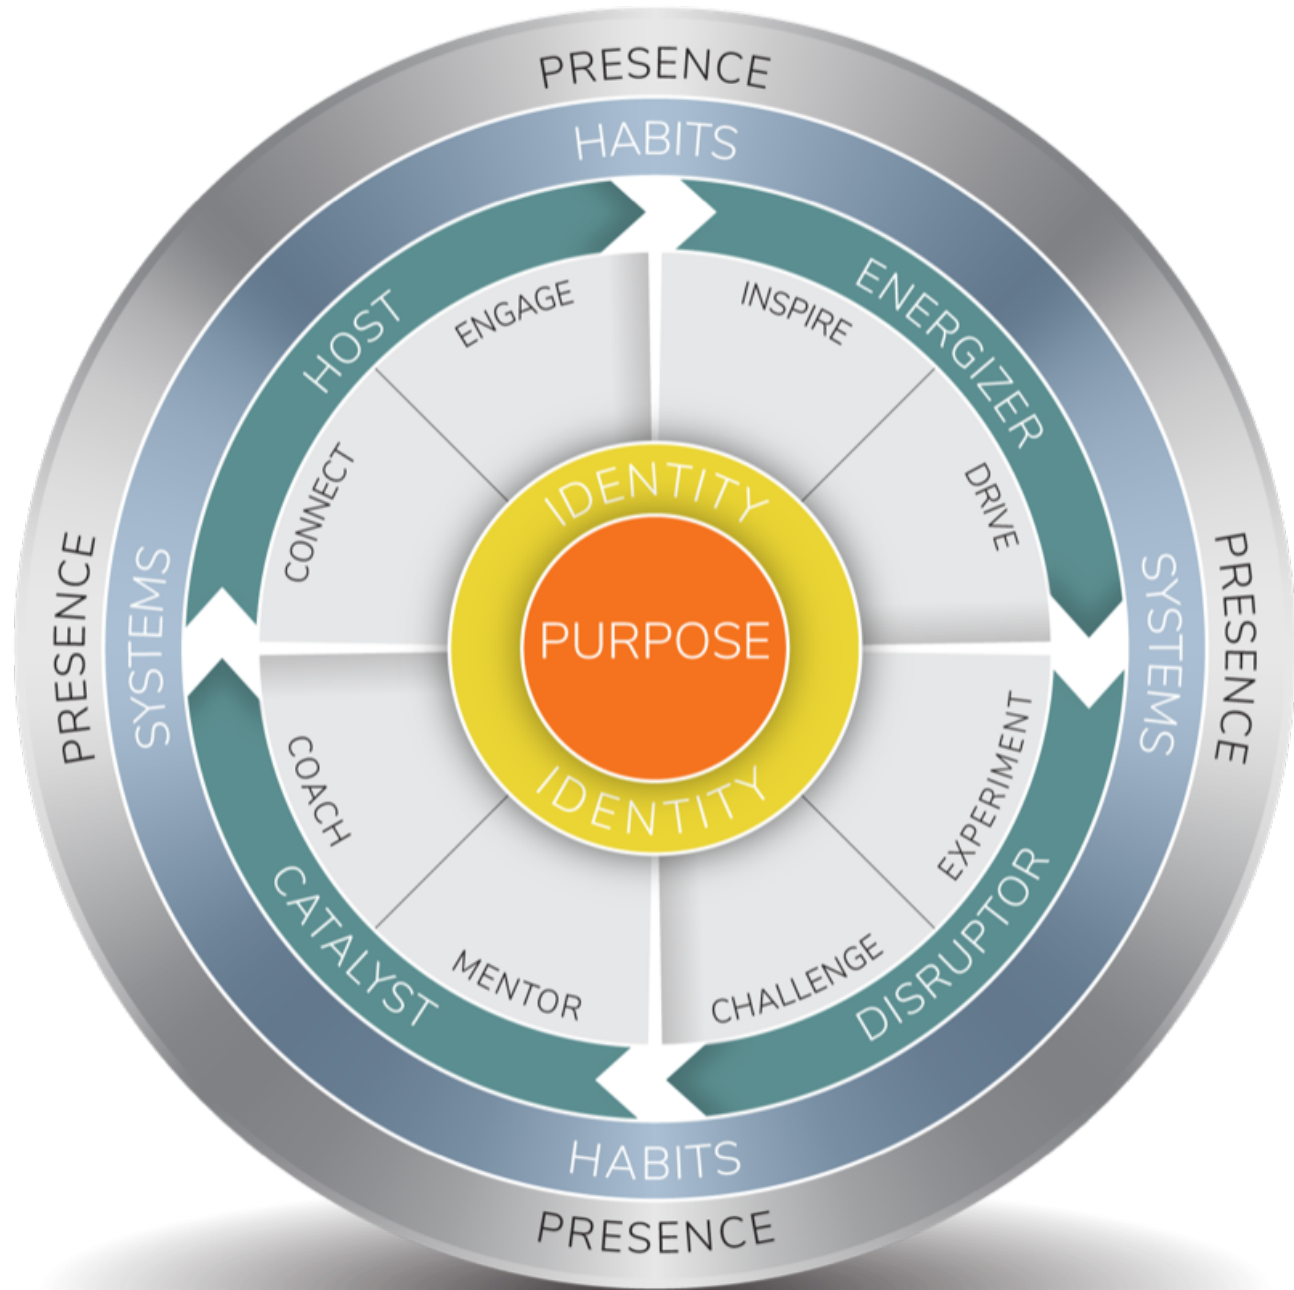 PRESENCE
HABITS
HOST
ENERGIZER
ENGAGE
INSPIRE
CONNECT
DRIVE
IDENTITY
PURPOSE
IDENTITY
PRESENCE
SYSTEMS
SYSTEMS
PRESENCE
COACH
EXPERIMENT
MENTOR
CHALLENGE
CATALYST
DISRUPTOR
HABITS
PRESENCE